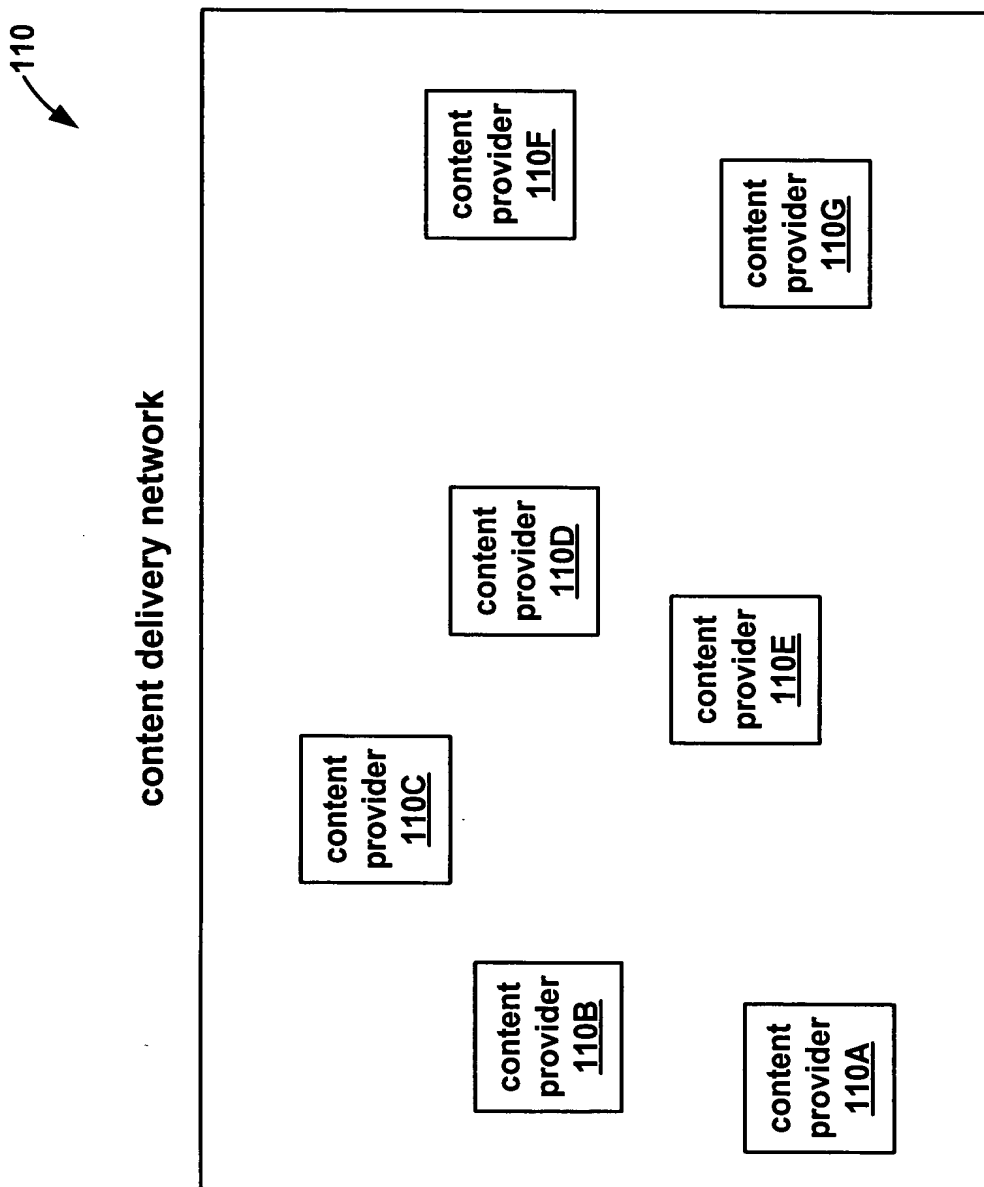 110
content delivery network
content
provider
110A
content
provider
110B
content
provider
110C
content
provider
110D
content
provider
110E
content
provider
110F
content
provider
110G